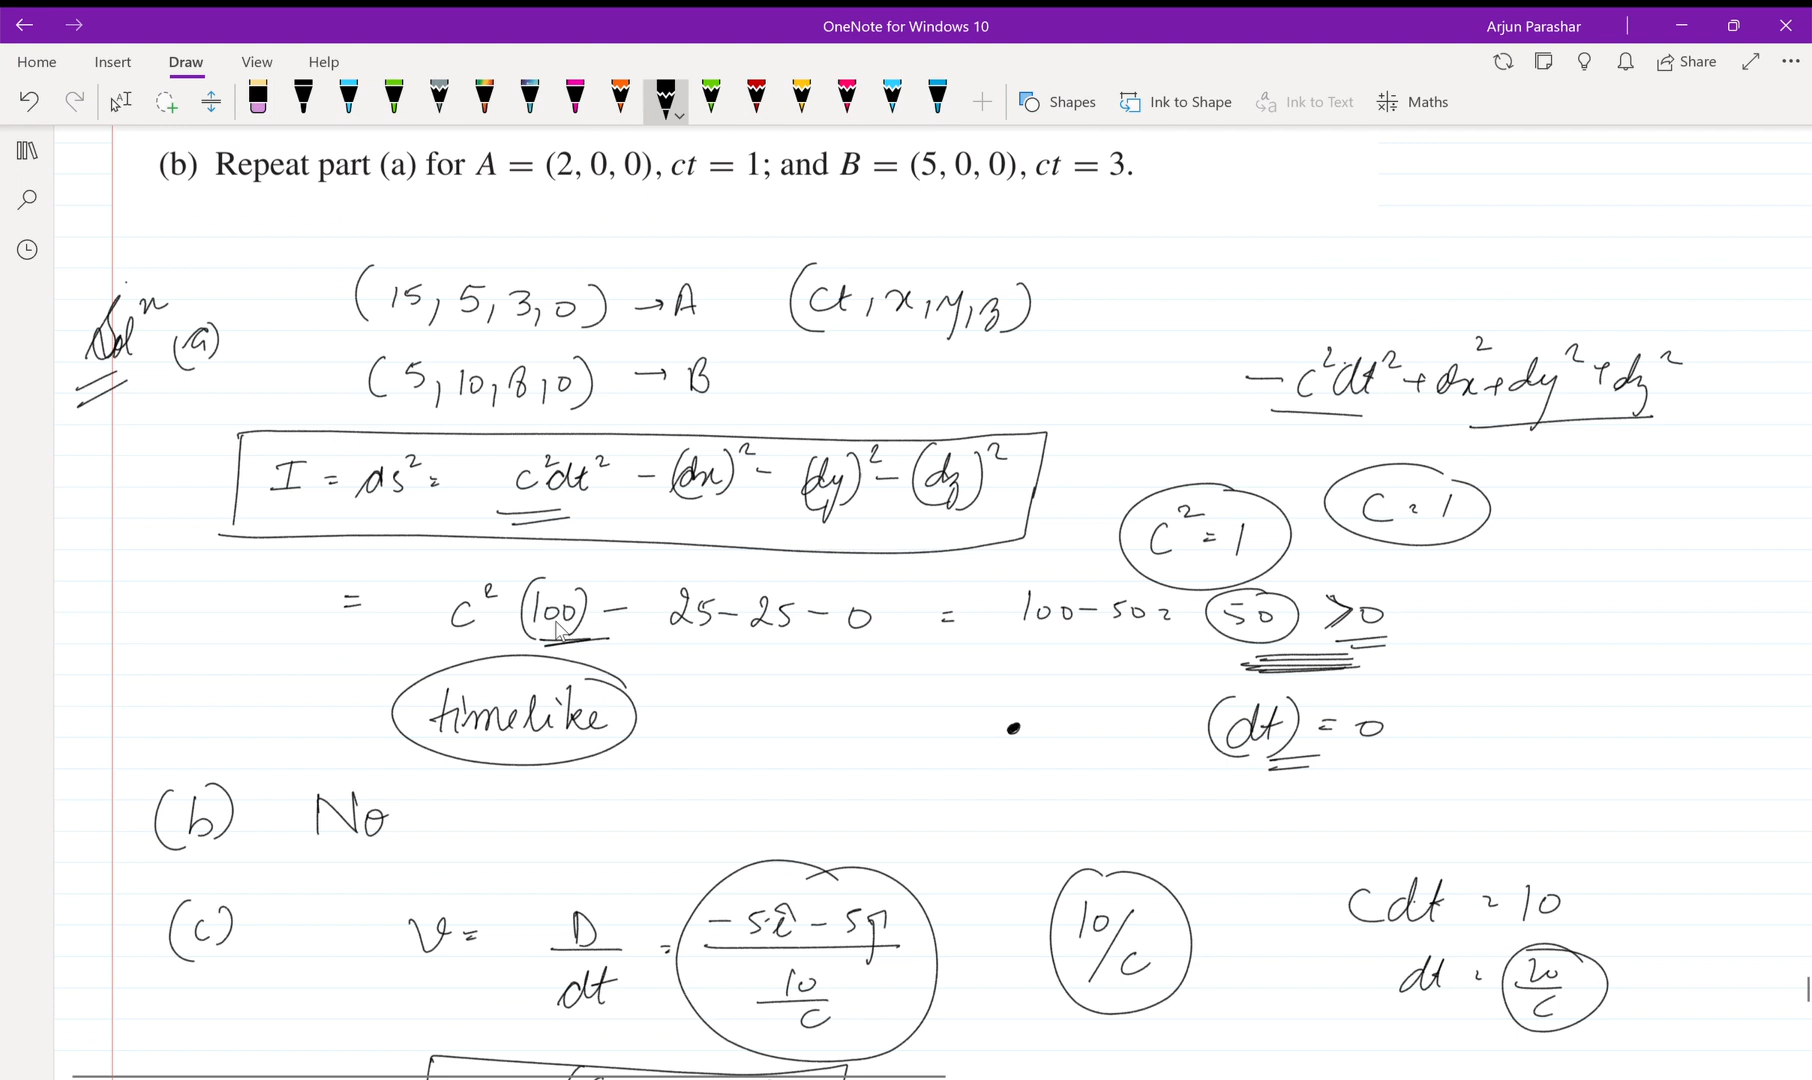 OneNote for Windows 10
Arjun Parashar
Home Insert Draw View Help
Share
Shapes Ink to Shape Ink to Text Maths
(b) Repeat part (a) for A = (2, 0, 0), ct = 1; and B = (5, 0, 0), ct = 3.
Solⁿ (a)
(15, 5, 3, 0) → A (ct, x, y, z)
(5, 10, 8, 0) → B
- c²dt² + dx² + dy² + dz²
I = ds² = c²dt² - (dx)² - (dy)² - (dz)²
c² = 1
c = 1
= c² (100) - 25 - 25 - 0 = 100 - 50 = 50 > 0
timelike
(dt) = 0
(b) No
(c) v = D/dt = (-5î - 5ĵ)/(10/c)
10/c
cdt = 10
dt =